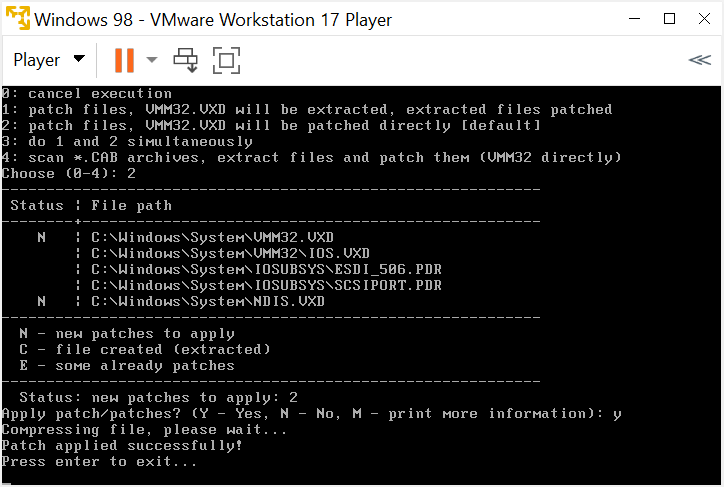 Windows 98 - VMware Workstation 17 Player
Player
0: cancel execution
1: patch files, VMM32.VXD will be extracted, extracted files patched
2: patch files, VMM32.VXD will be patched directly [default]
3: do 1 and 2 simultaneously
4: scan *.CAB archives, extract files and patch them (VMM32 directly)
Choose (0-4): 2
------------------------------------------------------------
Status ¦ File path
--------+---------------------------------------------------
N ¦ C:\Windows\System\VMM32.VXD
¦ C:\Windows\System\VMM32\IOS.VXD
¦ C:\Windows\System\IOSUBSYS\ESDI_506.PDR
¦ C:\Windows\System\IOSUBSYS\SCSIPORT.PDR
N ¦ C:\Windows\System\NDIS.VXD
------------------------------------------------------------
N - new patches to apply
C - file created (extracted)
E - some already patches
------------------------------------------------------------
Status: new patches to apply: 2
Apply patch/patches? (Y - Yes, N - No, M - print more information): y
Compressing file, please wait...
Patch applied successfully!
Press enter to exit...